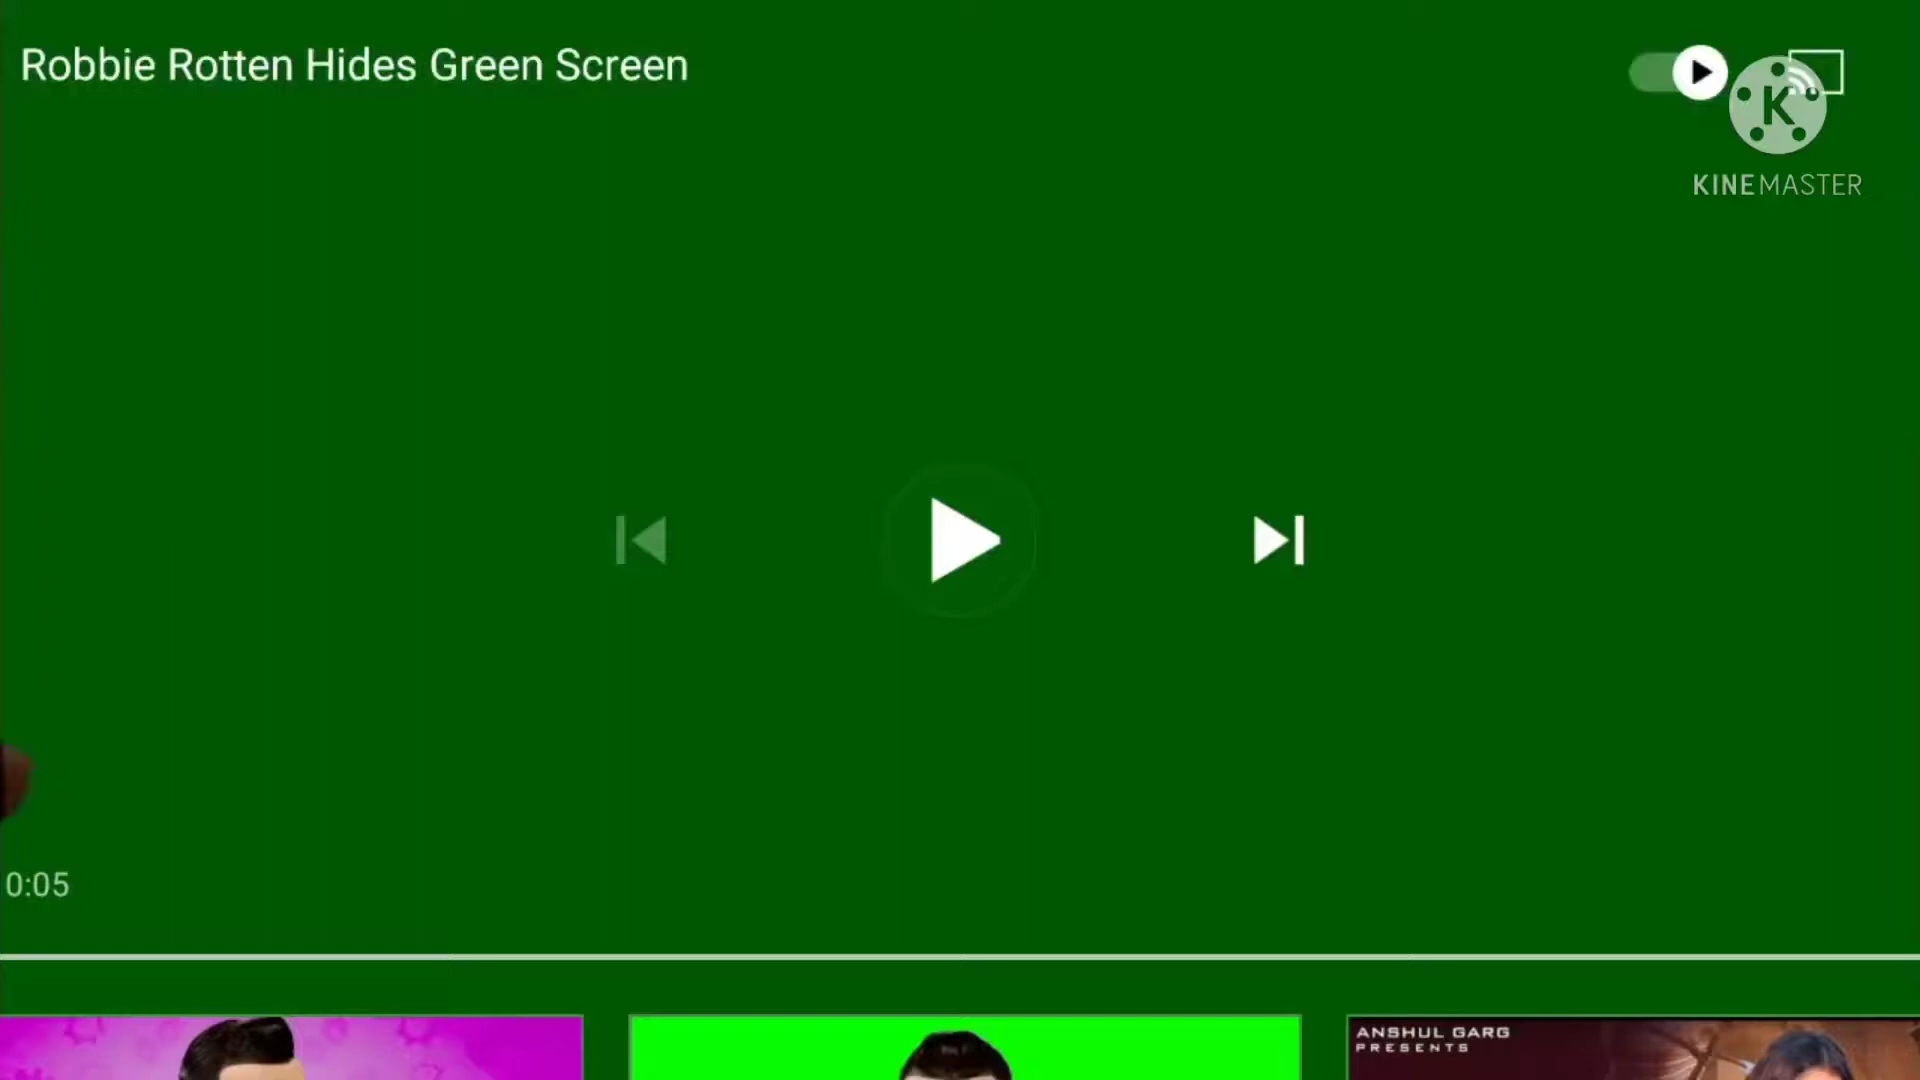 Robbie Rotten Hides Green Screen
K
KINEMASTER
0:05
ANSHUL GARG
PRESENTS